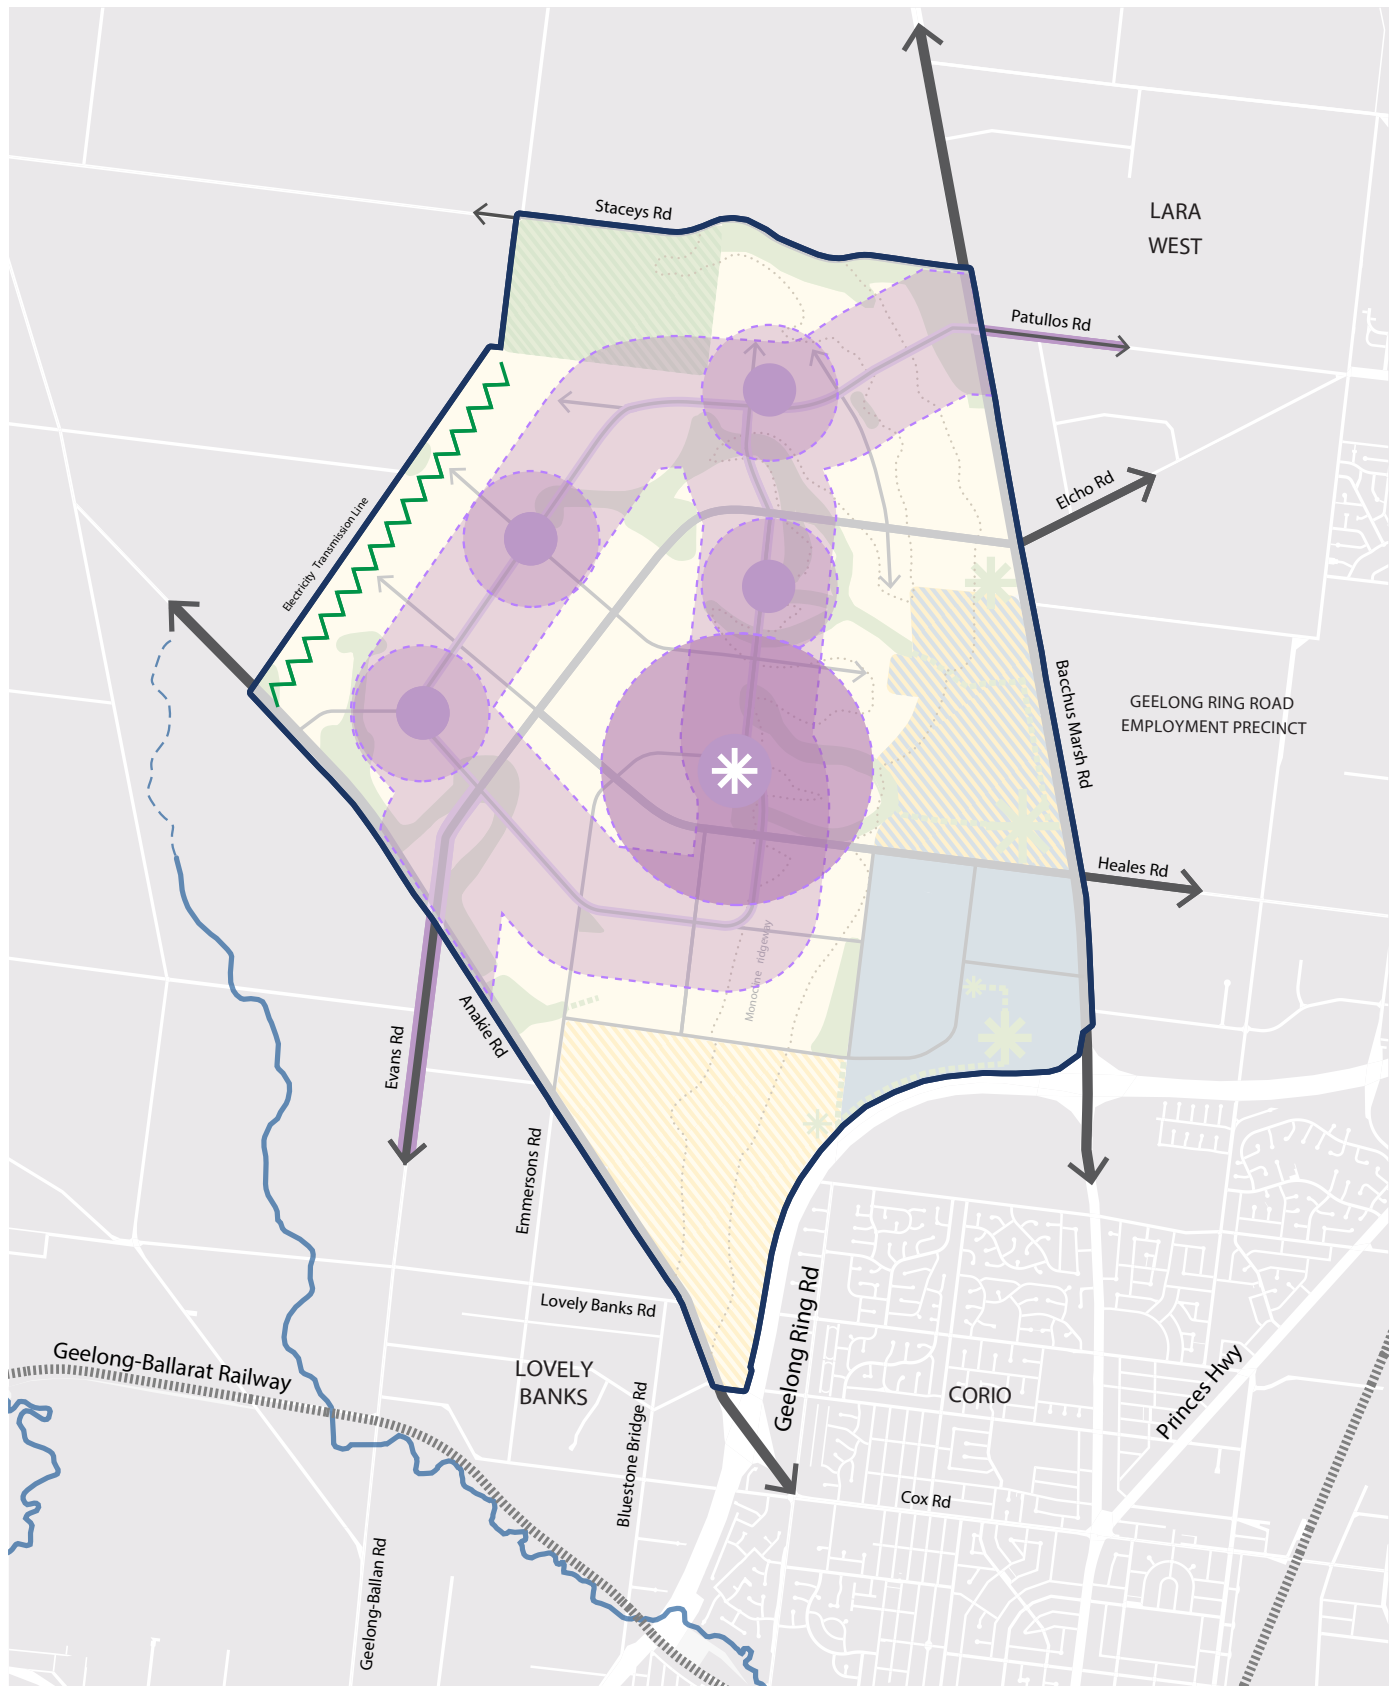 Staceys Rd
LARA
WEST
Patullos Rd
Elcho Rd
Electricity Transmission Line
Bacchus Marsh Rd
GEELONG RING ROAD
EMPLOYMENT PRECINCT
Heales Rd
Monocline ridgeway
Anakie Rd
Evans Rd
Emmersons Rd
Lovely Banks Rd
Geelong Ring Rd
Geelong-Ballarat Railway
LOVELY
BANKS
CORIO
Princes Hwy
Bluestone Bridge Rd
Cox Rd
Geelong-Ballan Rd